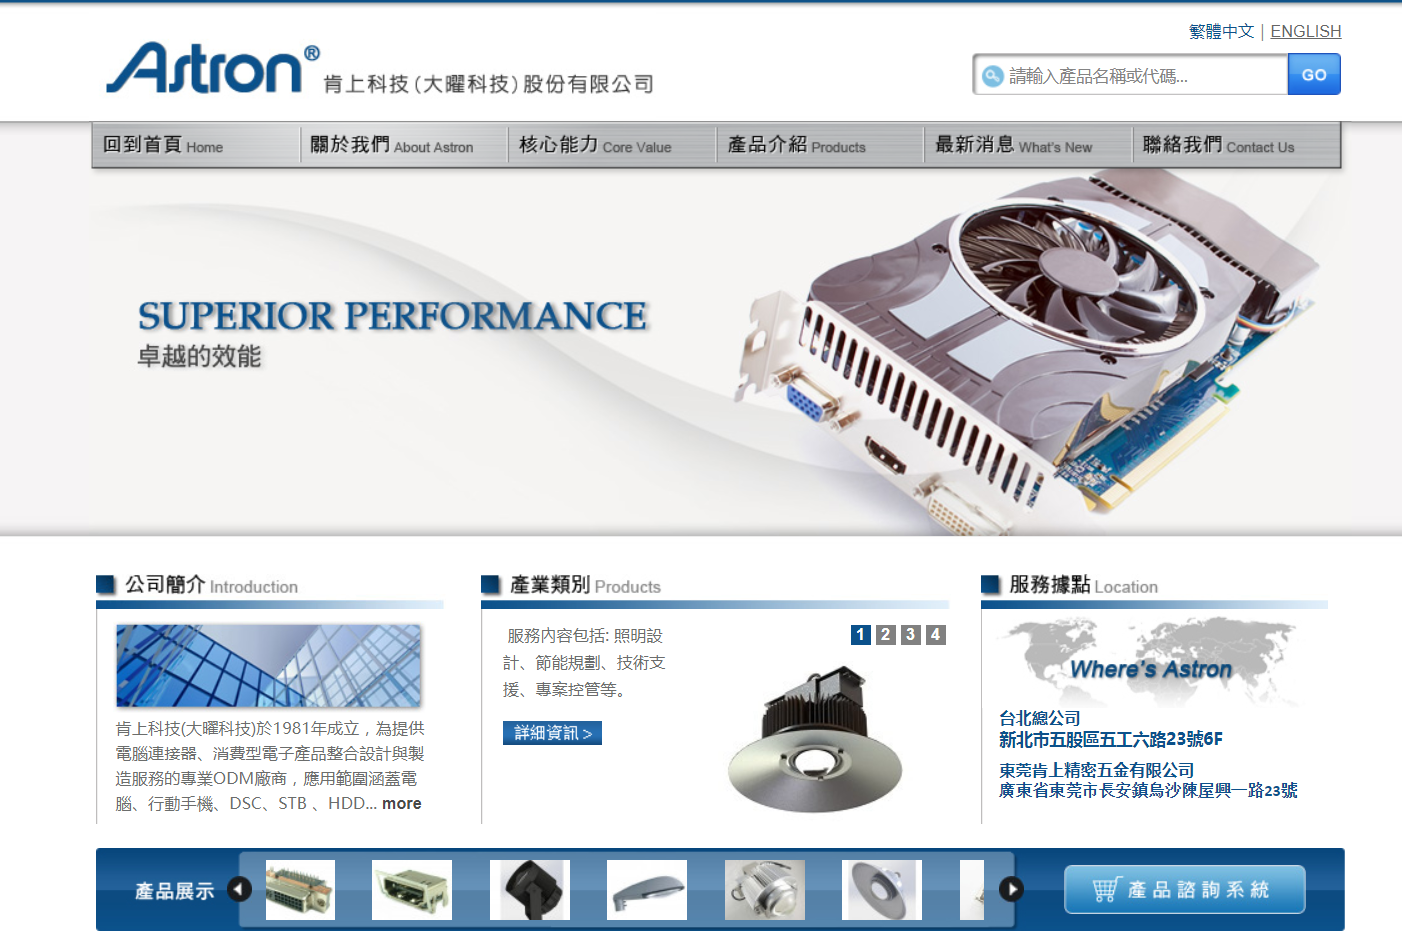 繁體中文 | ENGLISH
Astron® 肯上科技(大曜科技)股份有限公司
請輸入產品名稱或代碼... GO
回到首頁 Home 關於我們 About Astron 核心能力 Core Value 產品介紹 Products 最新消息 What's New 聯絡我們 Contact Us
SUPERIOR PERFORMANCE
卓越的效能
公司簡介 Introduction
肯上科技(大曜科技)於1981年成立，為提供
電腦連接器、消費型電子產品整合設計與製
造服務的專業ODM廠商，應用範圍涵蓋電
腦、行動手機、DSC、STB 、HDD... more
產業類別 Products
1 2 3 4
服務內容包括: 照明設
計、節能規劃、技術支
援、專案控管等。
詳細資訊 >
服務據點 Location
Where's Astron
台北總公司
新北市五股區五工六路23號6F
東莞肯上精密五金有限公司
廣東省東莞市長安鎮烏沙陳屋興一路23號
產品展示
產品諮詢系統